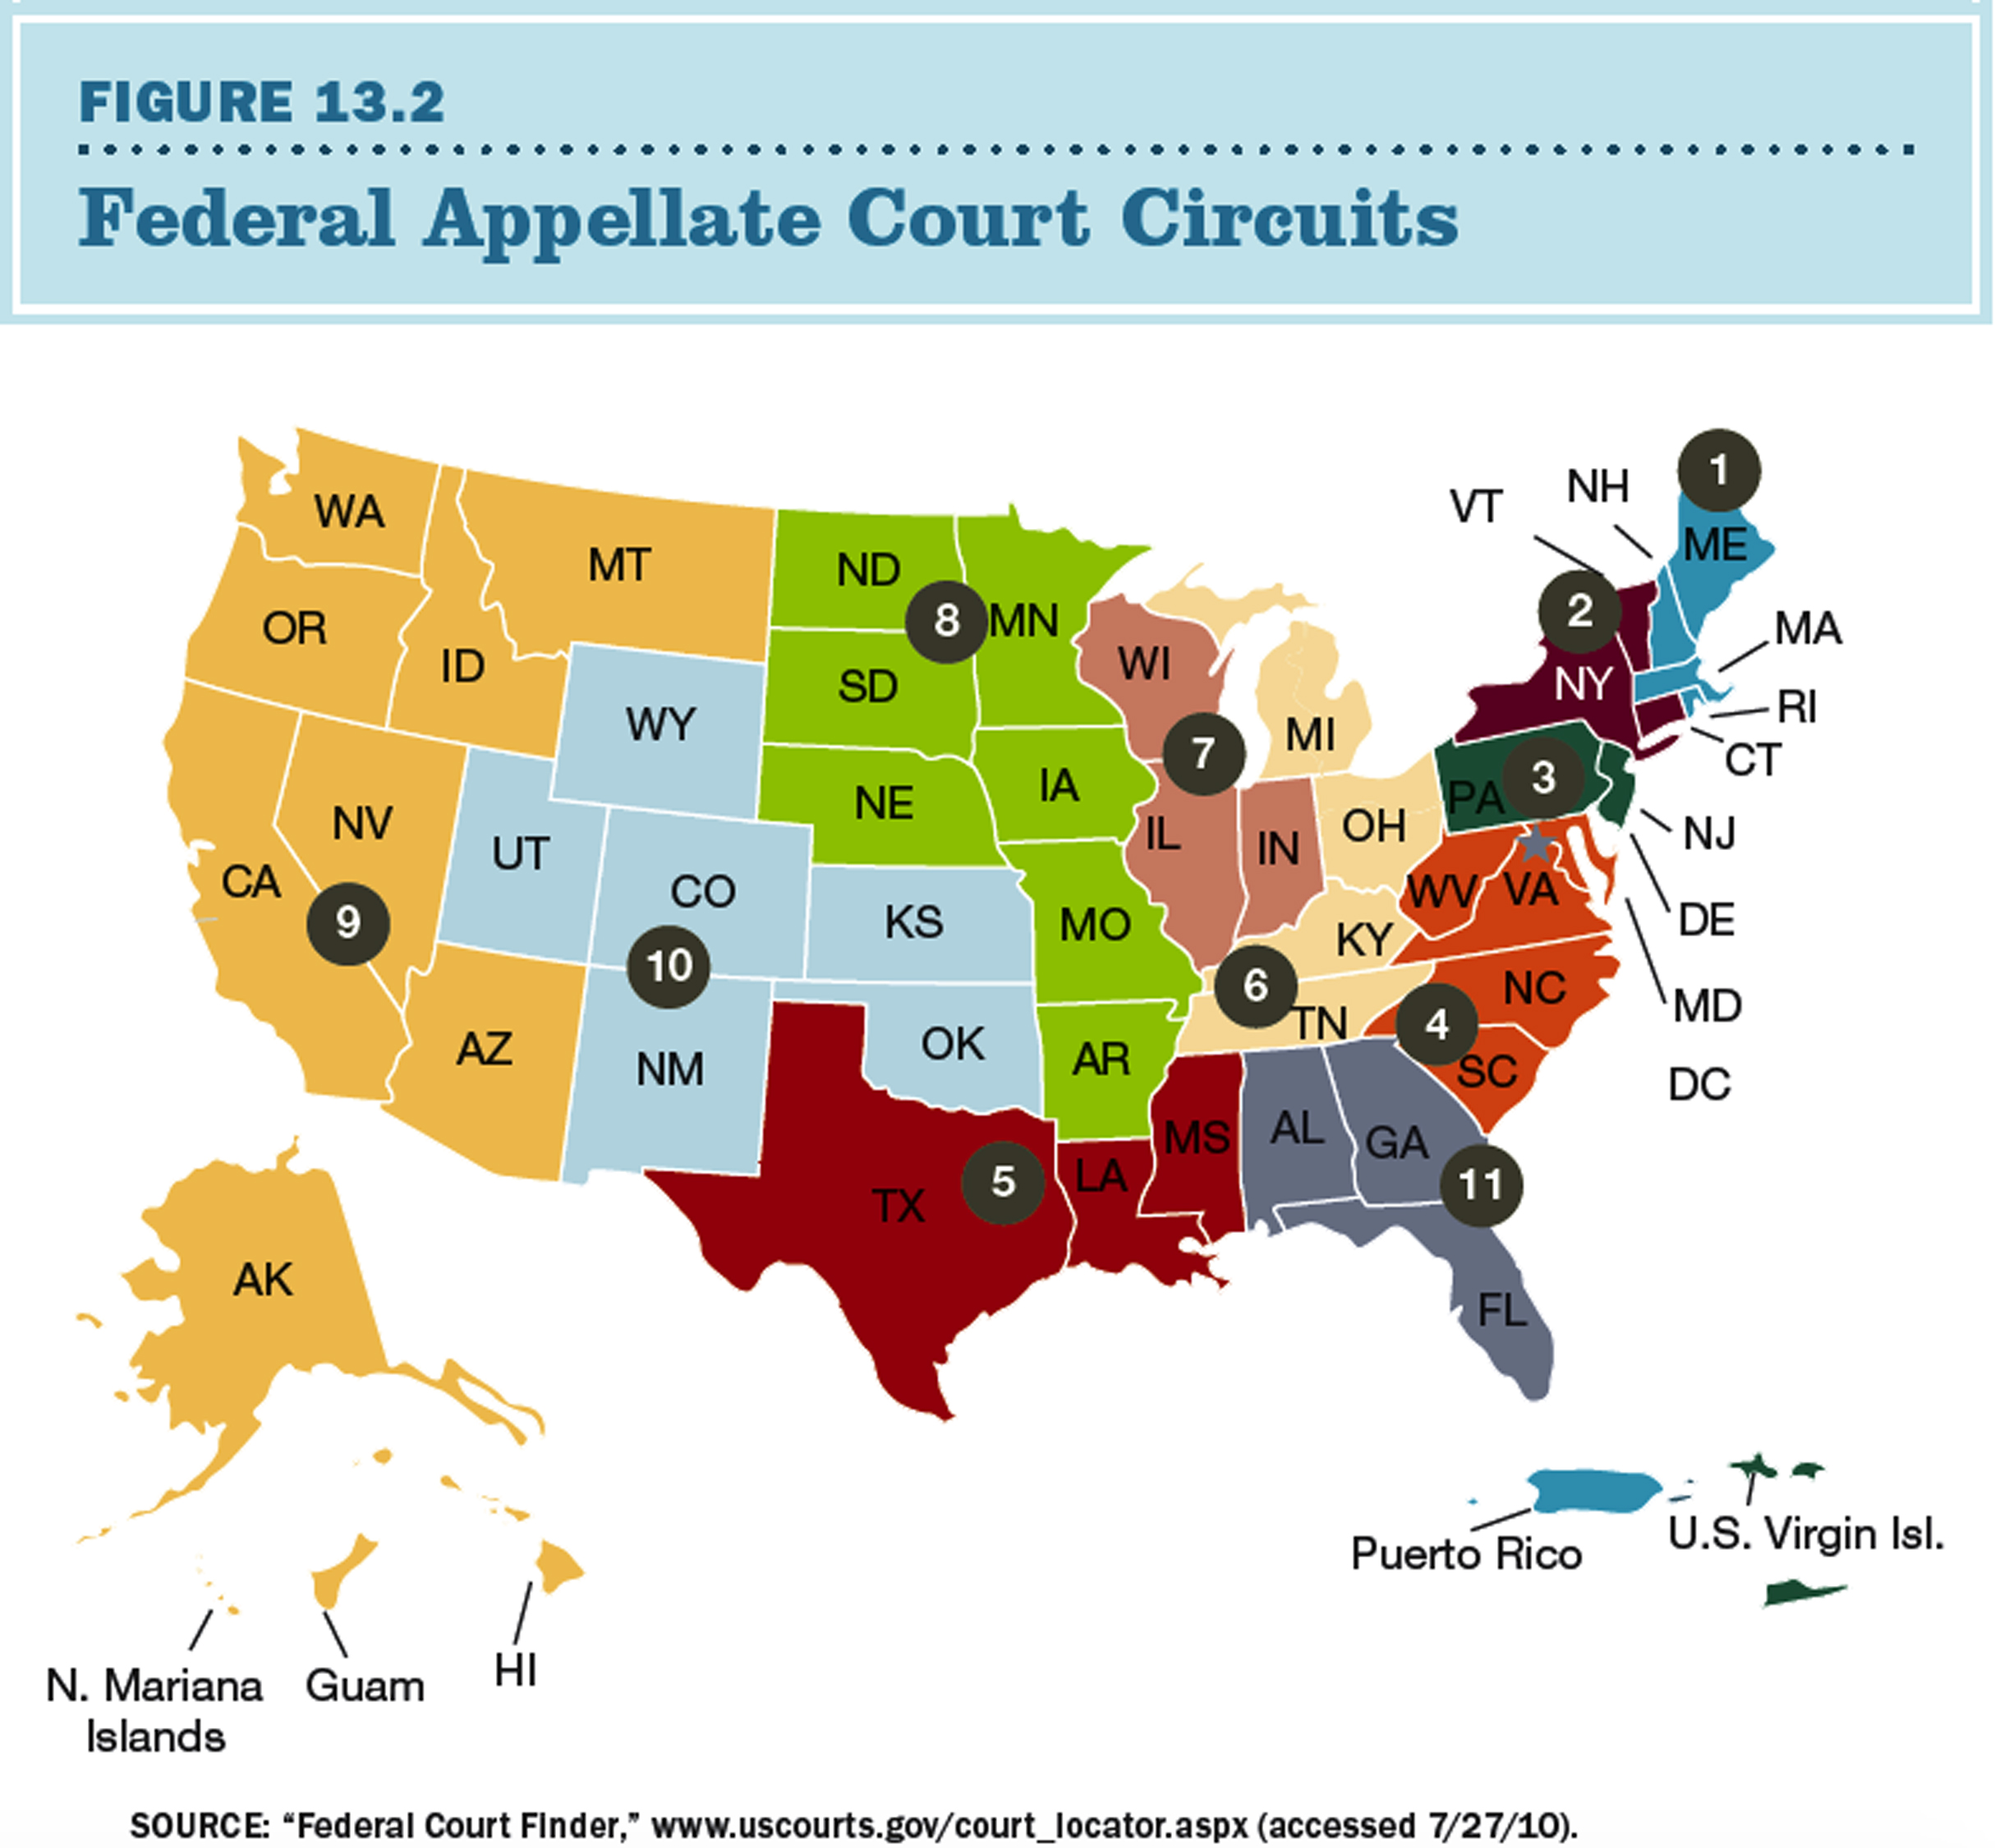 FIGURE 13.2
Federal Appellate Court Circuits
1
NH
VT
ME
WA
MT
ND
8
MN
2
MA
OR
ID
SD
WI
NY
RI
WY
MI
7
CT
3
PA
IA
NE
NV
UT
IL
IN
OH
NJ
CA
CO
KS
MO
WV
VA
DE
9
10
KY
6
NC
MD
TN
4
AZ
NM
OK
AR
SC
DC
MS
AL
GA
5
LA
11
TX
AK
FL
Puerto Rico
U.S. Virgin Isl.
N. Mariana
Islands
Guam
HI
SOURCE: “Federal Court Finder,” www.uscourts.gov/court_locator.aspx (accessed 7/27/10).